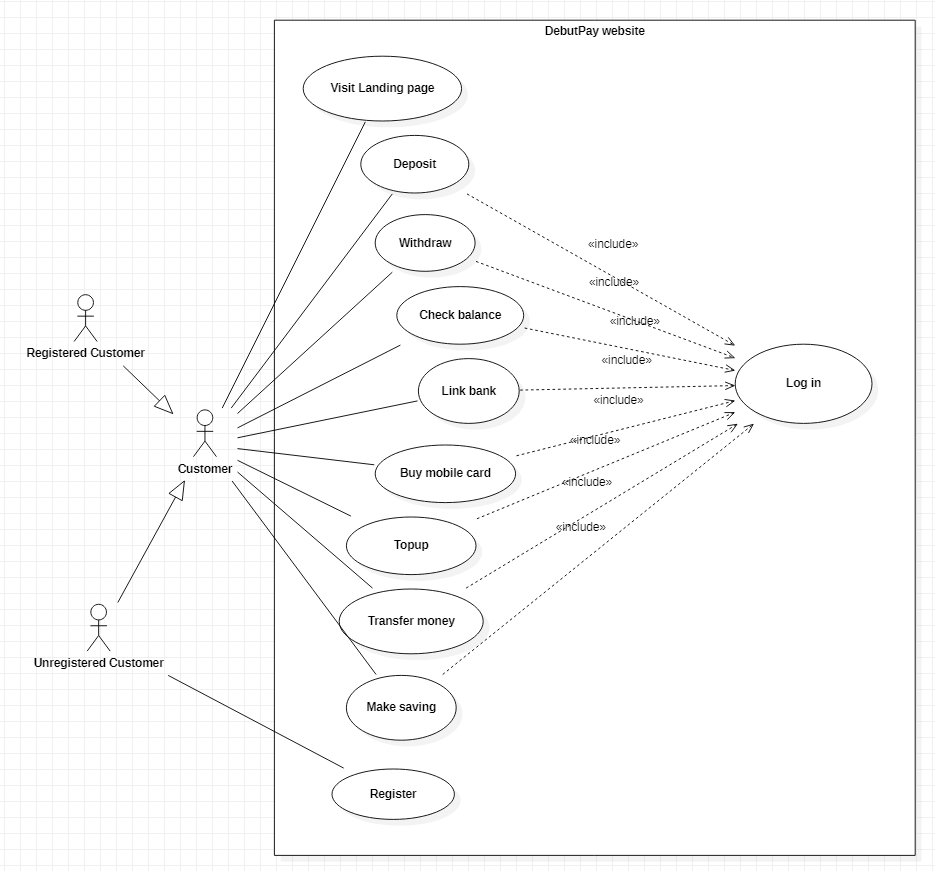 DebutPay website
Visit Landing page
Deposit
Withdraw
«include»
«include»
Check balance
«include»
Registered Customer
«include»
Link bank
Log in
«include»
Customer
Buy mobile card
«include»
«include»
Topup
«include»
Transfer money
Unregistered Customer
Make saving
Register